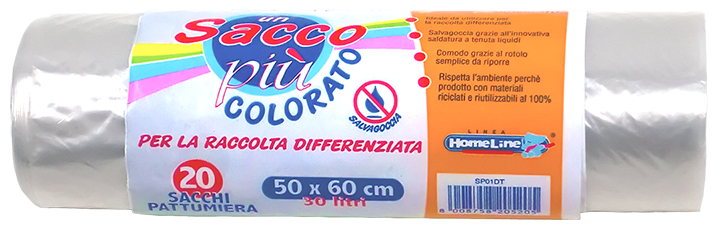 un
Sacco
più
COLORATO
SALVAGOCCIA
PER LA RACCOLTA DIFFERENZIATA
20
SACCHI
PATTUMIERA
50 x 60 cm
30 litri
Ideale da utilizzare per
la raccolta differenziata
Salvagoccia grazie all'innovativa
saldatura a tenuta liquidi
Comodo grazie al rotolo
semplice da riporre
Rispetta l'ambiente perchè
prodotto con materiali
riciclati e riutilizzabili al 100%
LINEA
HomeLine
SP01DT
8 008758 205205